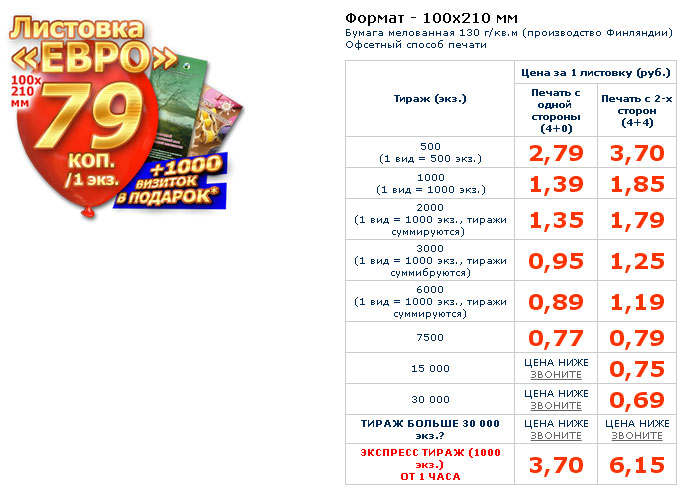 Листовка
«ЕВРО»
100х
210
мм
79
КОП.
/1 экз.
+1000
ВИЗИТОК
В ПОДАРОК*
Формат - 100х210 мм
Бумага мелованная 130 г/кв.м (производство Финляндии)
Офсетный способ печати
Тираж (экз.)
Цена за 1 листовку (руб.)
Печать с
одной
стороны
(4+0)
Печать с 2-х
сторон
(4+4)
500
(1 вид = 500 экз.)
2,79
3,70
1000
(1 вид = 1000 экз.)
1,39
1,85
2000
(1 вид = 1000 экз., тиражи
суммируются)
1,35
1,79
3000
(1 вид = 1000 экз., тиражи
суммибруются)
0,95
1,25
6000
(1 вид = 1000 экз., тиражи
суммируются)
0,89
1,19
7500
0,77
0,79
15 000
ЦЕНА НИЖЕ
ЗВОНИТЕ
0,75
30 000
ЦЕНА НИЖЕ
ЗВОНИТЕ
0,69
ТИРАЖ БОЛЬШЕ 30 000
экз.?
ЦЕНА НИЖЕ
ЗВОНИТЕ
ЦЕНА НИЖЕ
ЗВОНИТЕ
ЭКСПРЕСС ТИРАЖ (1000
экз.)
ОТ 1 ЧАСА
3,70
6,15